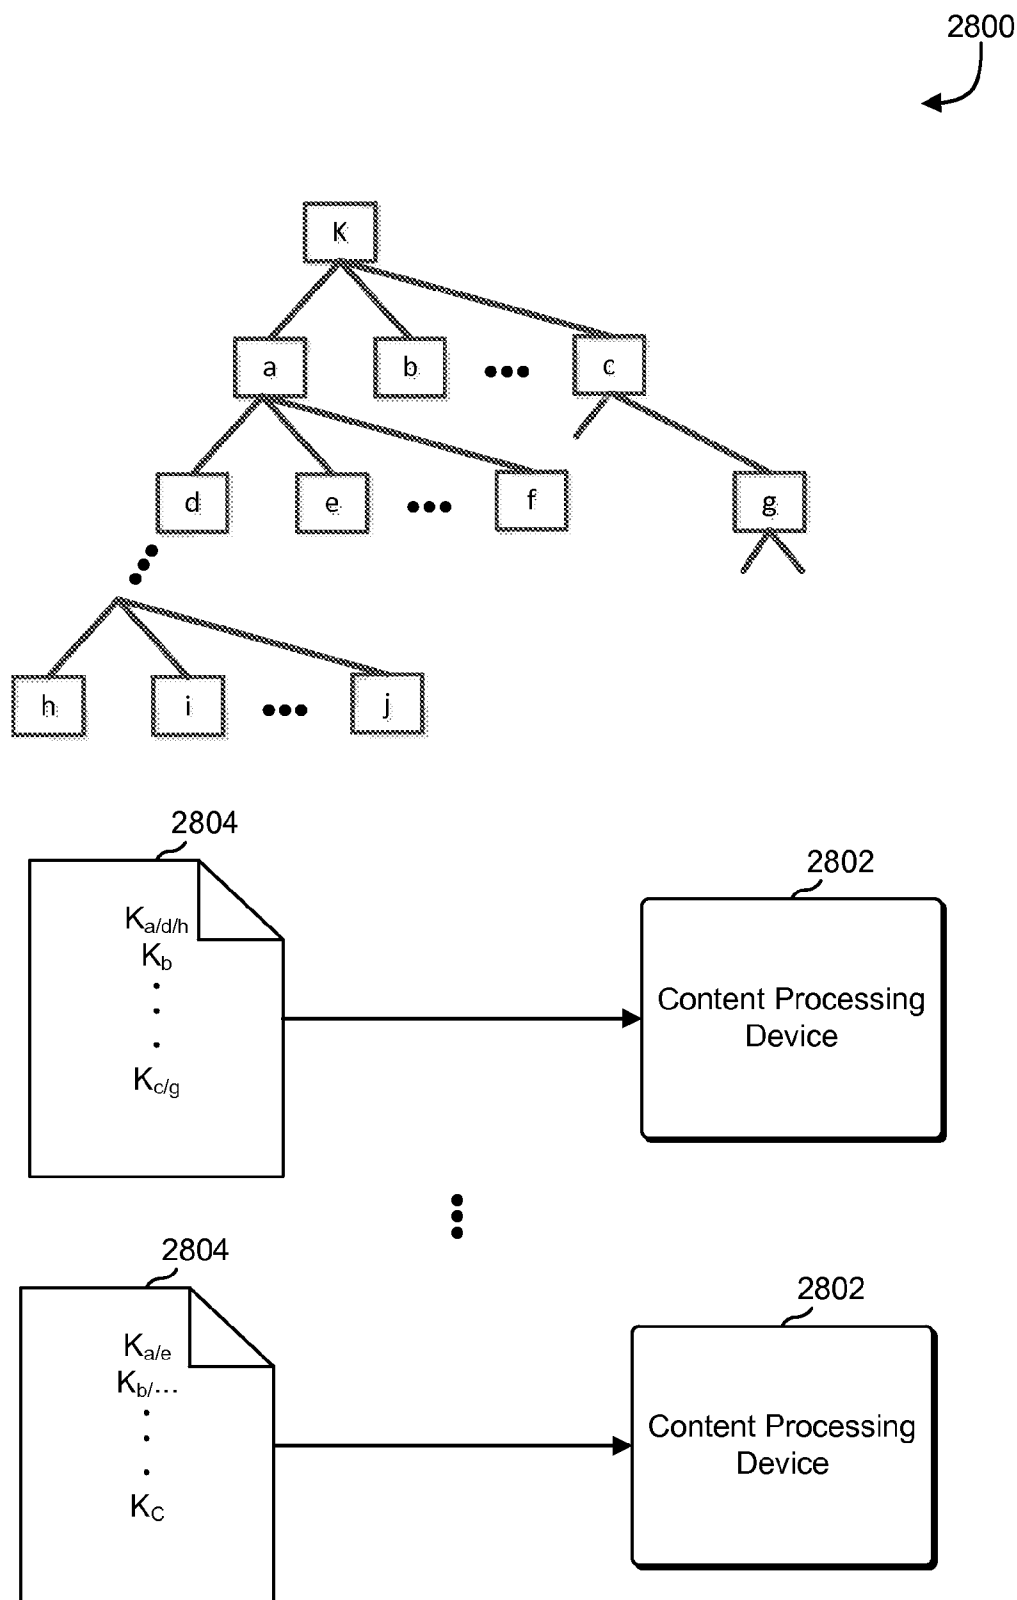 2800
K
a
b
c
d
e
f
g
h
i
j
2804
2802
Ka/d/h
Kb
Kc/g
Content Processing
Device
2804
2802
Ka/e
Kb/...
KC
Content Processing
Device